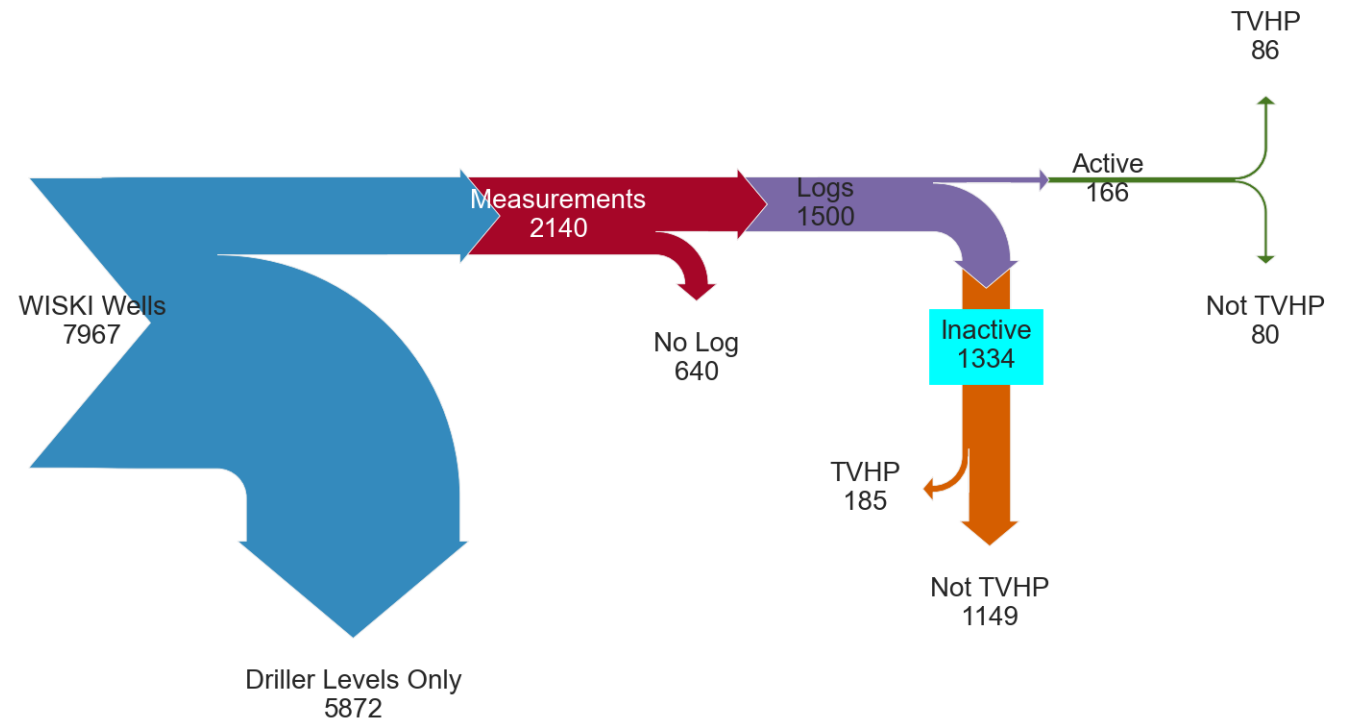 TVHP
86
Active
166
Measurements
2140
Logs
1500
WISKI Wells
7967
Not TVHP
80
No Log
640
Inactive
1334
TVHP
185
Not TVHP
1149
Driller Levels Only
5872